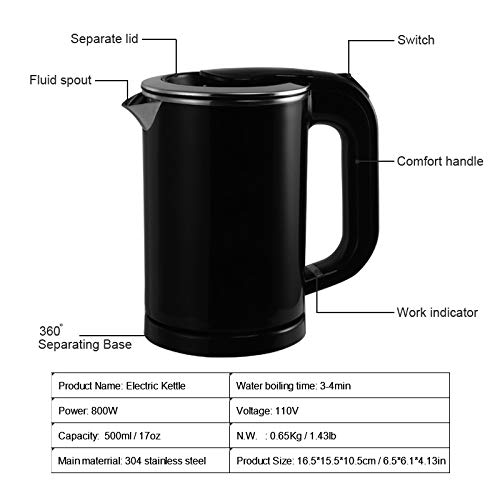 Separate lid
Switch
Fluid spout
Comfort handle
Work indicator
360°
Separating Base
Product Name: Electric Kettle
Water boiling time: 3-4min
Power: 800W
Voltage: 110V
Capacity: 500ml / 17oz
N.W. : 0.65Kg / 1.43lb
Main materrial: 304 stainless steel
Product Size: 16.5*15.5*10.5cm / 6.5*6.1*4.13in